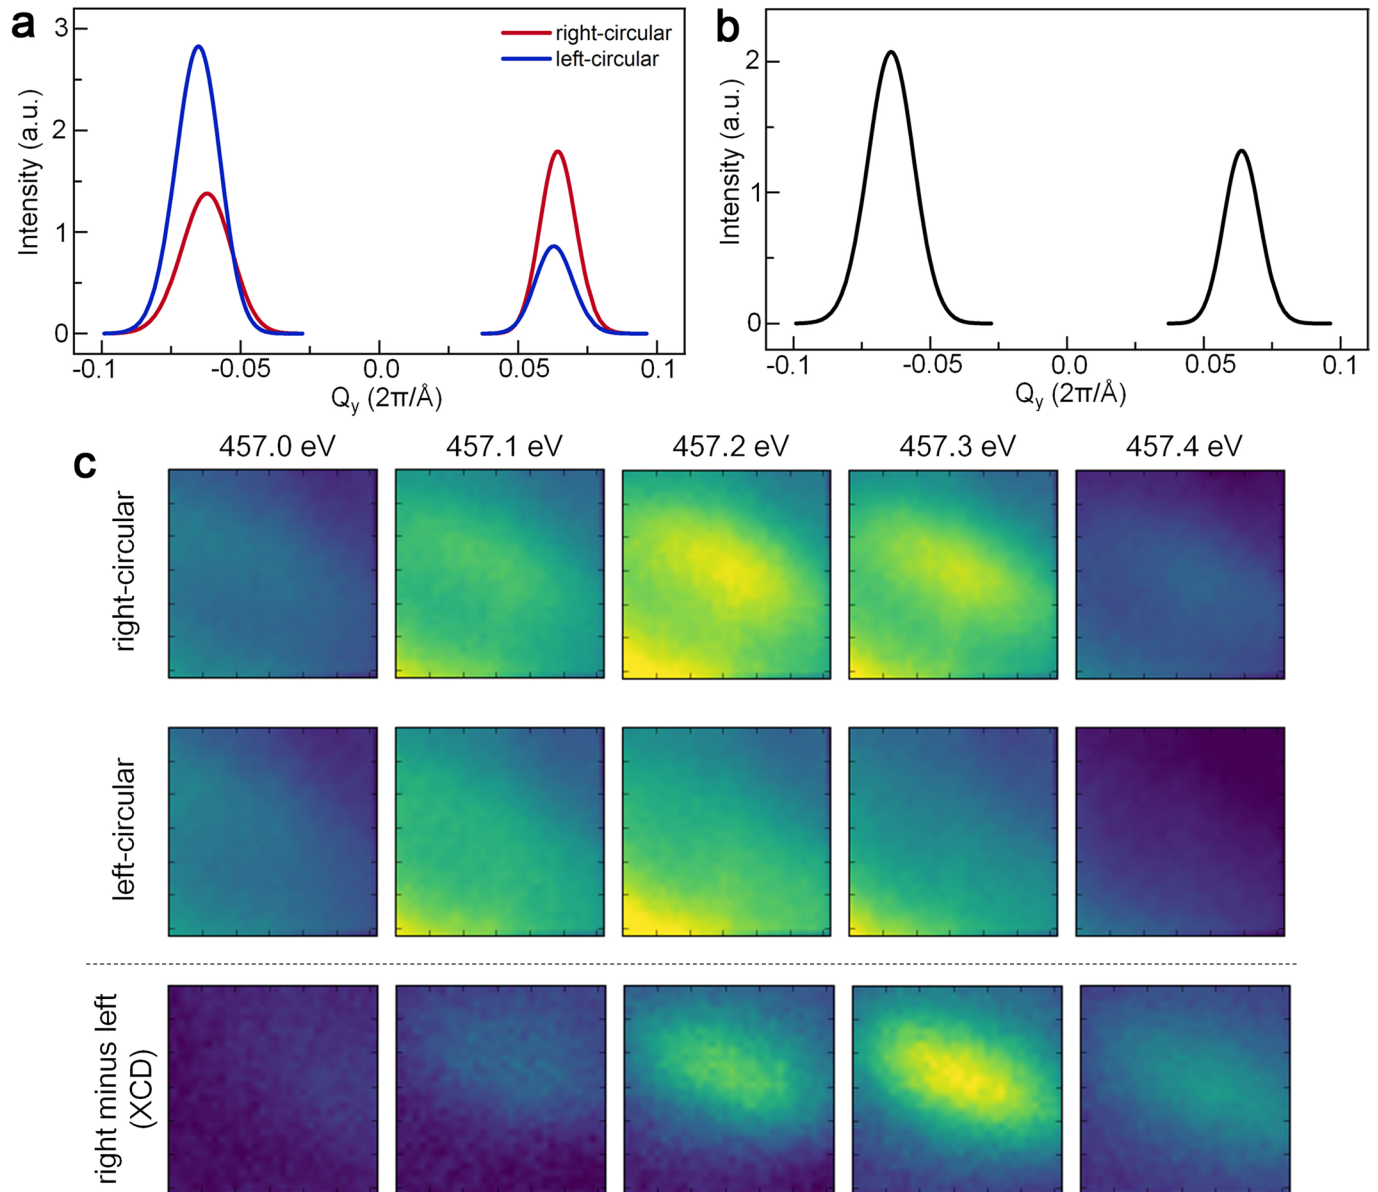 a
3
2
1
0
Intensity (a.u.)
right-circular
left-circular
-0.1
-0.05
0.0
0.05
0.1
Qy (2π/Å)
b
2
1
0
Intensity (a.u.)
-0.1
-0.05
0.0
0.05
0.1
Qy (2π/Å)
c
457.0 eV
457.1 eV
457.2 eV
457.3 eV
457.4 eV
right-circular
left-circular
right minus left
(XCD)